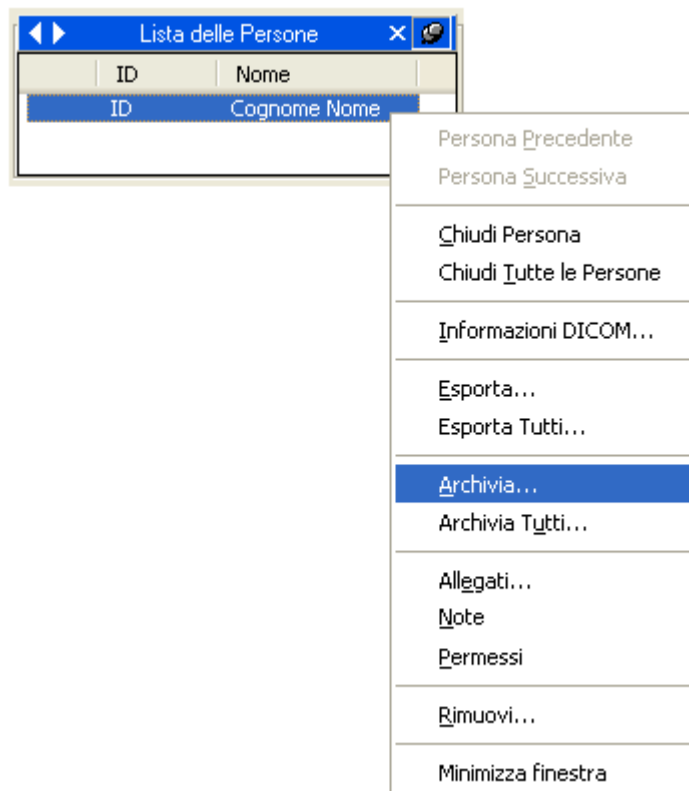 Lista delle Persone
ID Nome
ID Cognome Nome
Persona Precedente
Persona Successiva
Chiudi Persona
Chiudi Tutte le Persone
Informazioni DICOM...
Esporta...
Esporta Tutti...
Archivia...
Archivia Tutti...
Allegati...
Note
Permessi
Rimuovi...
Minimizza finestra